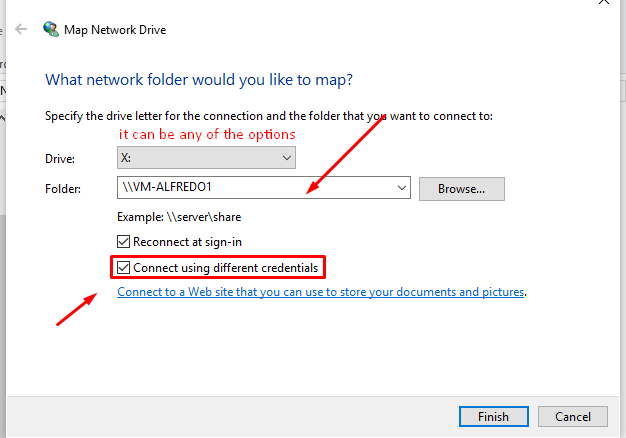 Map Network Drive
What network folder would you like to map?
Specify the drive letter for the connection and the folder that you want to connect to:
it can be any of the options
Drive: X:
Folder: \\VM-ALFREDO1 Browse...
Example: \\server\share
Reconnect at sign-in
Connect using different credentials
Connect to a Web site that you can use to store your documents and pictures.
Finish Cancel